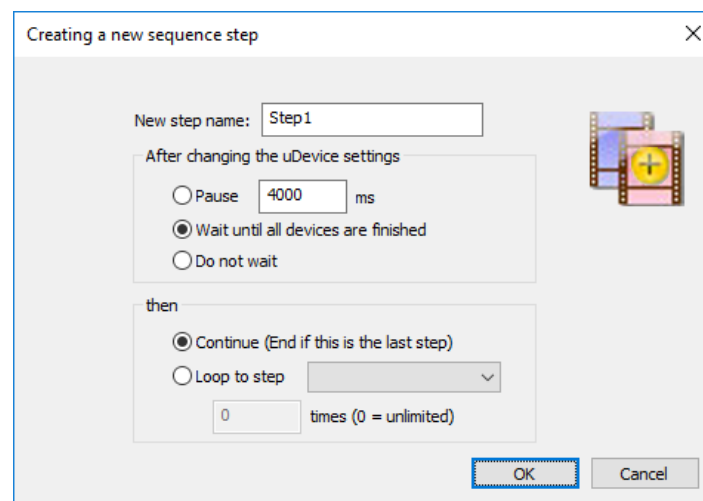 Creating a new sequence step
New step name: Step1
After changing the uDevice settings
Pause 4000 ms
Wait until all devices are finished
Do not wait
then
Continue (End if this is the last step)
Loop to step
0 times (0 = unlimited)
OK Cancel